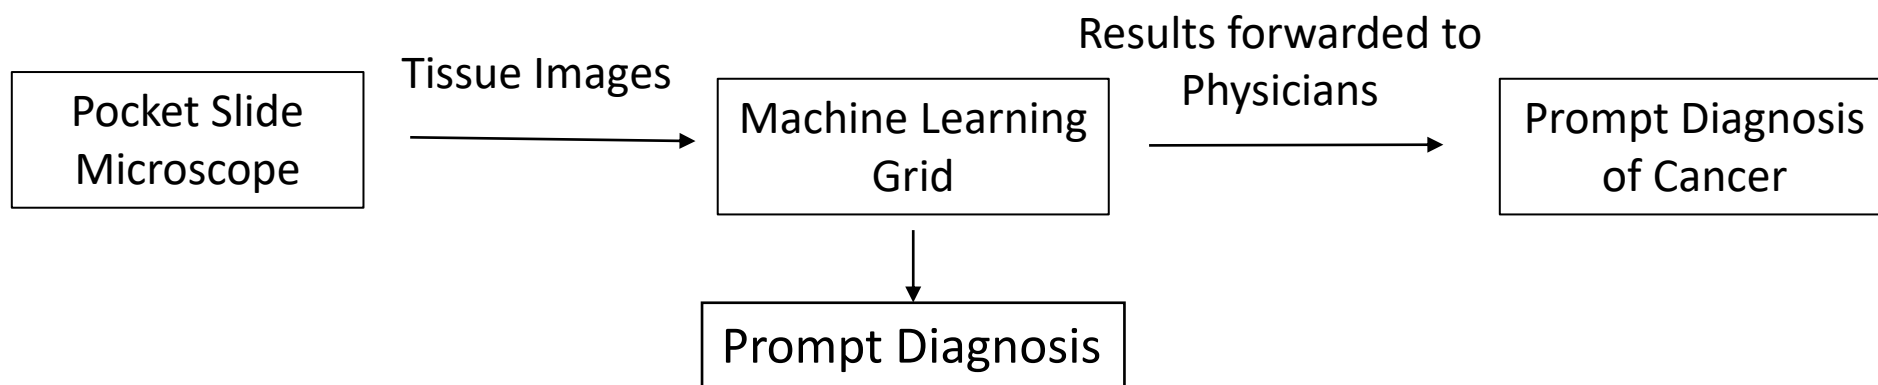 Pocket Slide
Microscope
Tissue Images
Machine Learning
Grid
Results forwarded to
Physicians
Prompt Diagnosis
of Cancer
Prompt Diagnosis